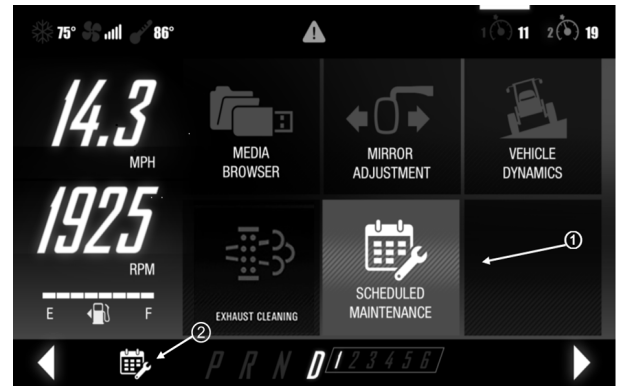 75° 86° 1 11 2 19
14.3
MPH
MEDIA
BROWSER
MIRROR
ADJUSTMENT
VEHICLE
DYNAMICS
1925
RPM
E F
EXHAUST CLEANING
SCHEDULED
MAINTENANCE
1
2
P R N D 1 2 3 4 5 6 7